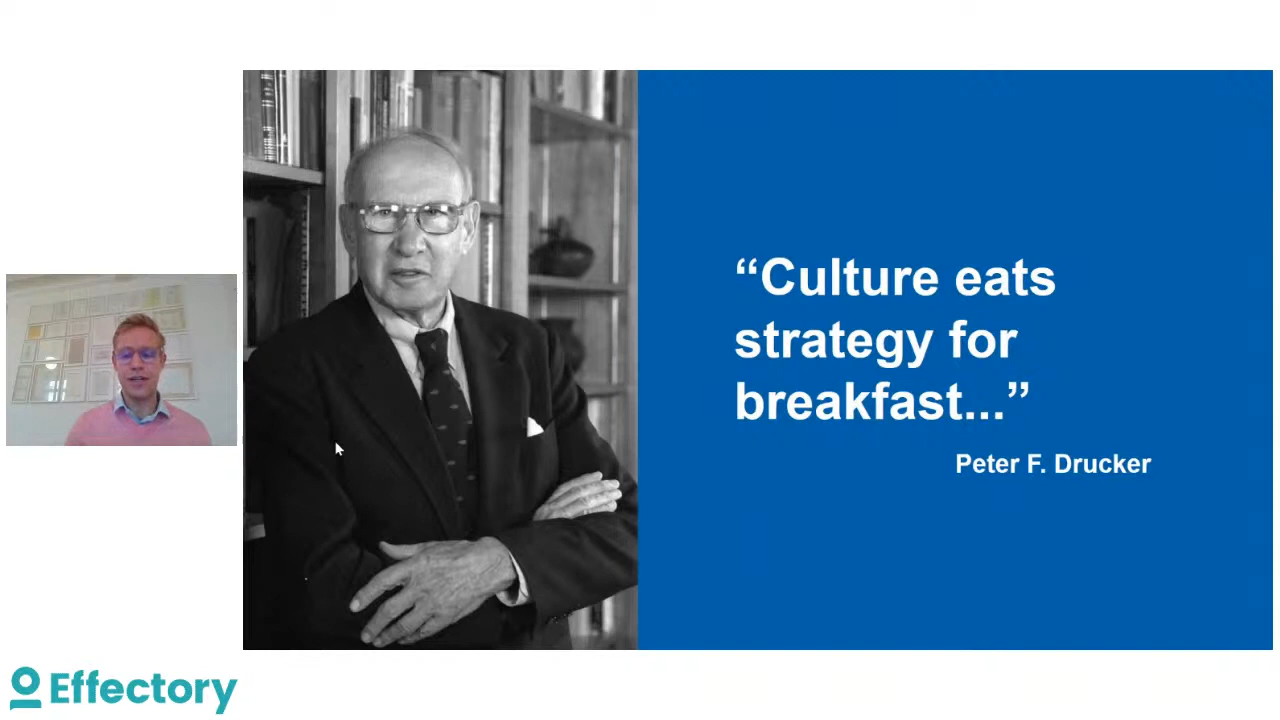 “Culture eats
strategy for
breakfast...”
Peter F. Drucker
Effectory